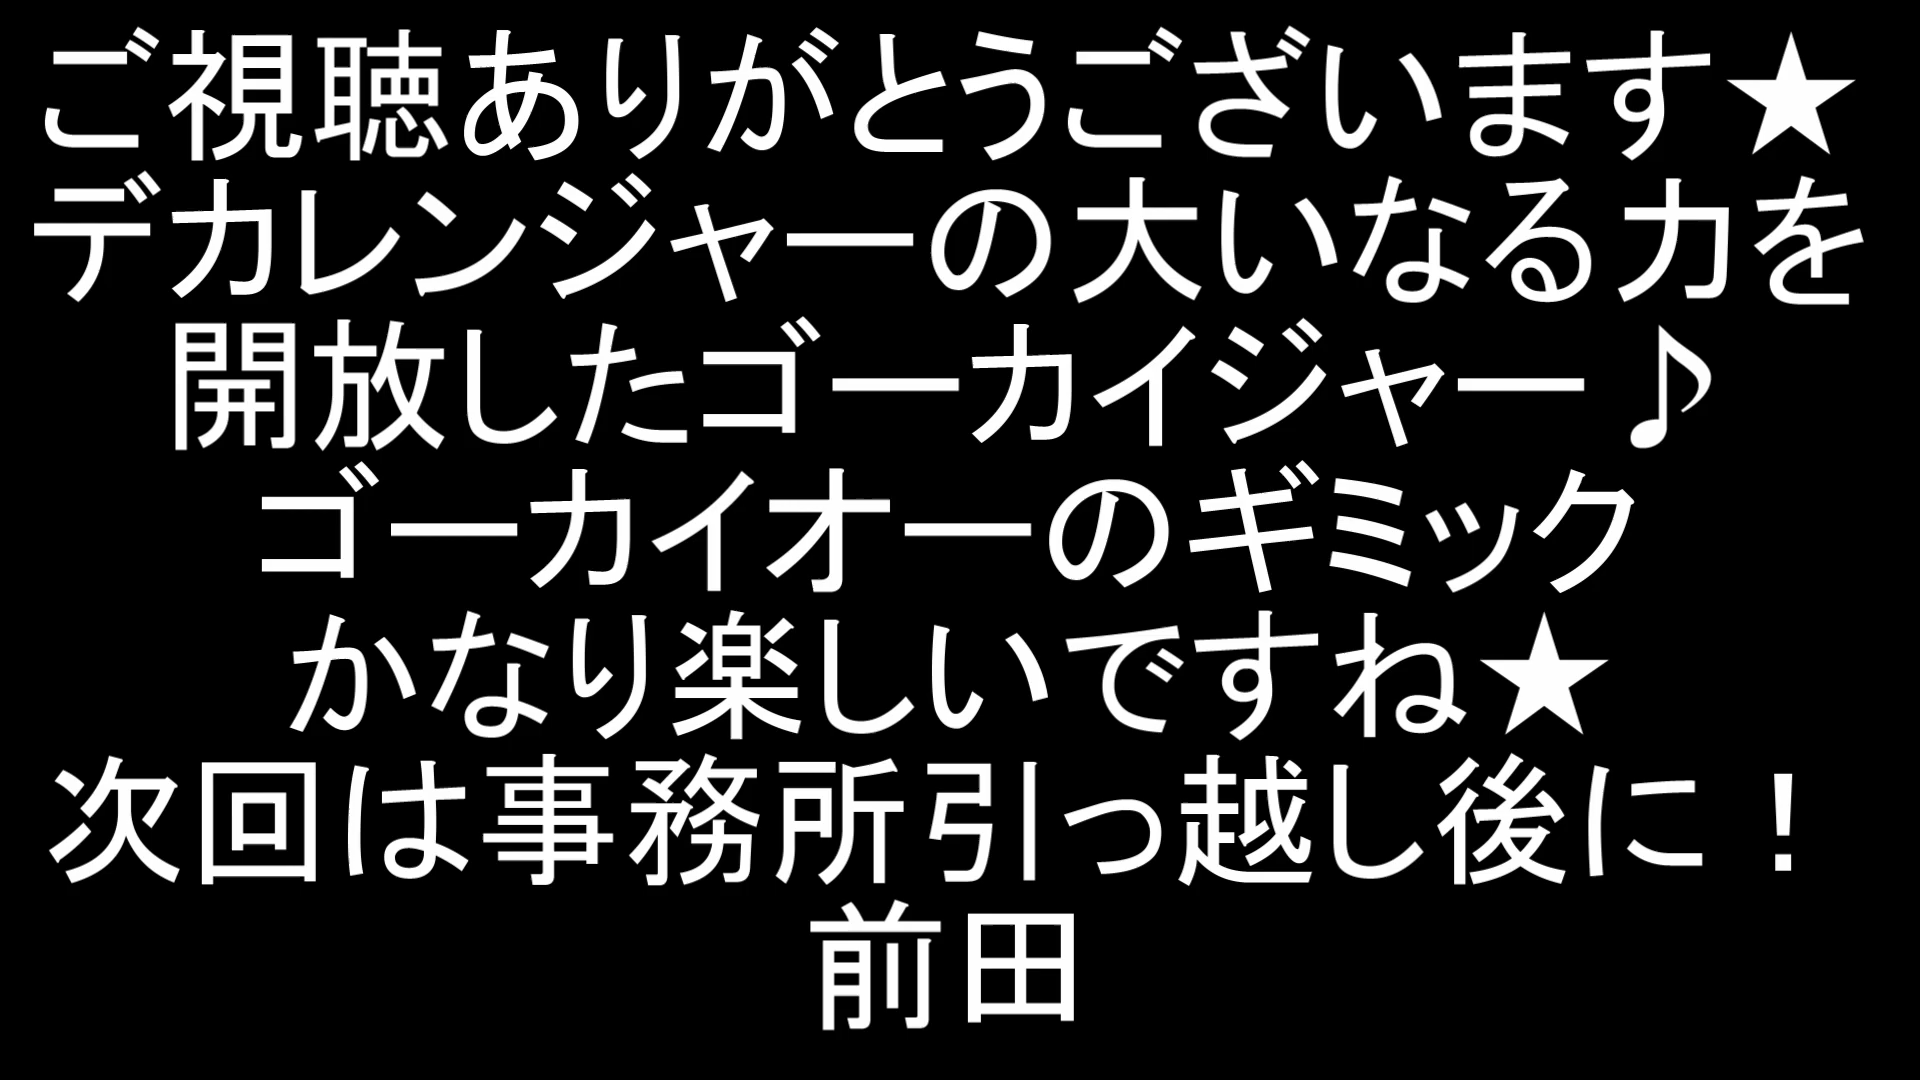 ご視聴ありがとうございます★
デカレンジャーの大いなる力を
開放したゴーカイジャー♪
ゴーカイオーのギミック
かなり楽しいですね★
次回は事務所引っ越し後に！
前田